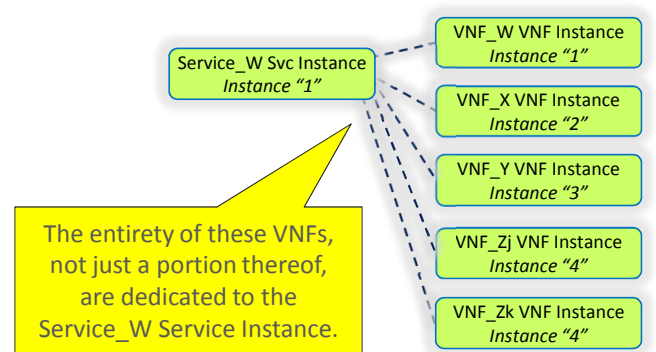 VNF_W VNF Instance
Instance “1”
Service_W Svc Instance
Instance “1”
VNF_X VNF Instance
Instance “2”
VNF_Y VNF Instance
Instance “3”
The entirety of these VNFs,
not just a portion thereof,
are dedicated to the
Service_W Service Instance.
VNF_Zj VNF Instance
Instance “4”
VNF_Zk VNF Instance
Instance “4”